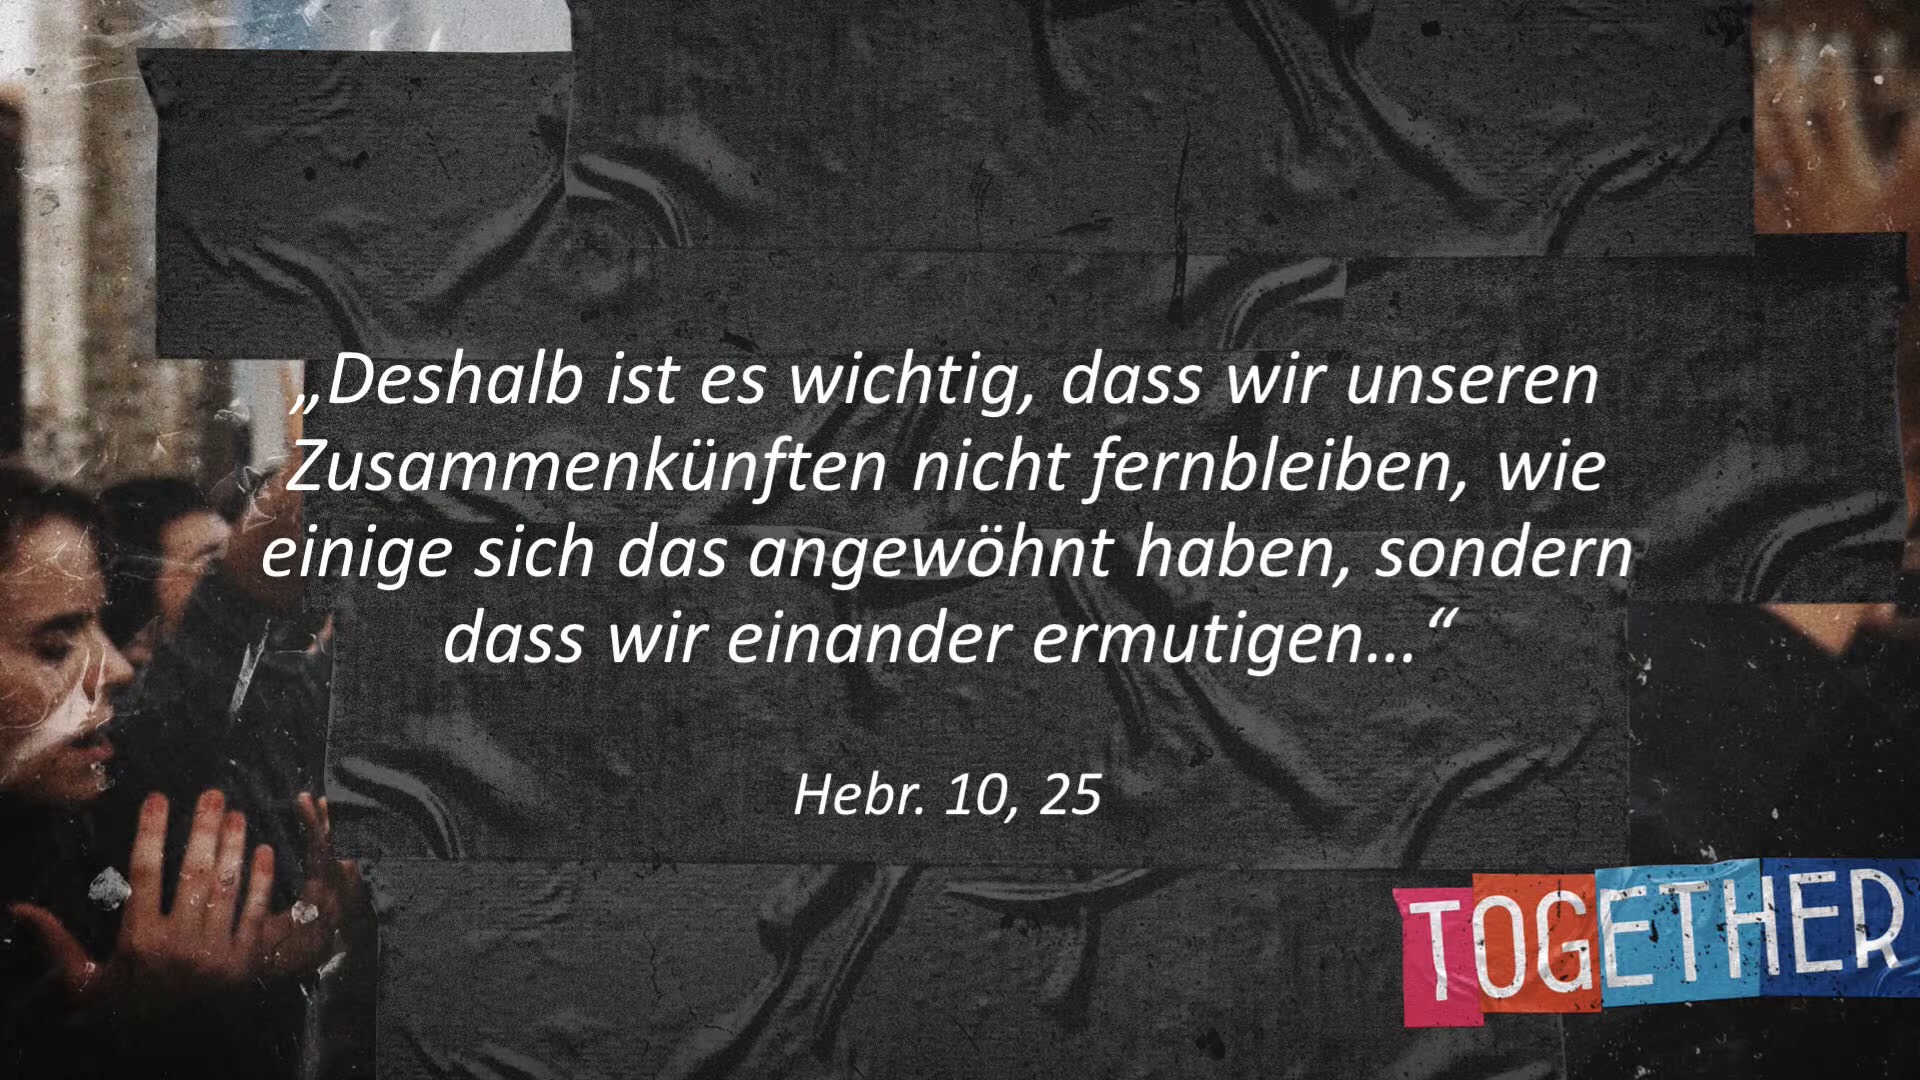 „Deshalb ist es wichtig, dass wir unseren
Zusammenkünften nicht fernbleiben, wie
einige sich das angewöhnt haben, sondern
dass wir einander ermutigen…“
Hebr. 10, 25
TOGETHER